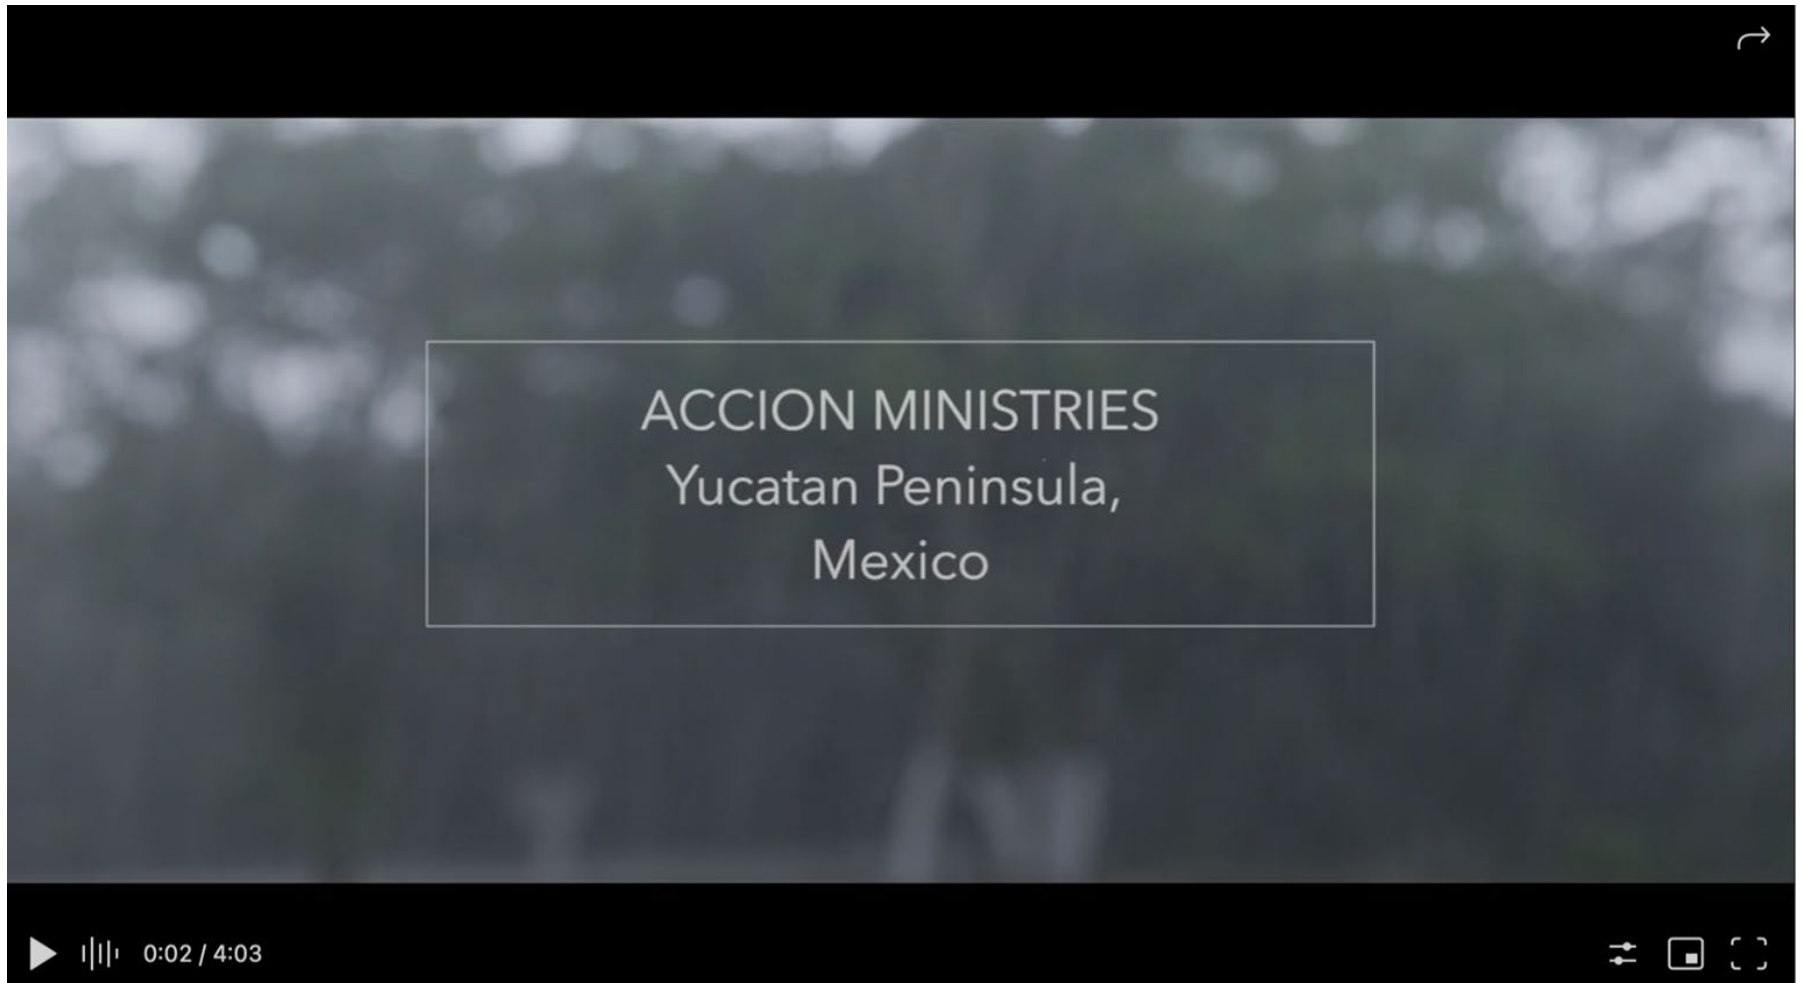 ACCION MINISTRIES
Yucatan Peninsula,
Mexico
0:02 / 4:03